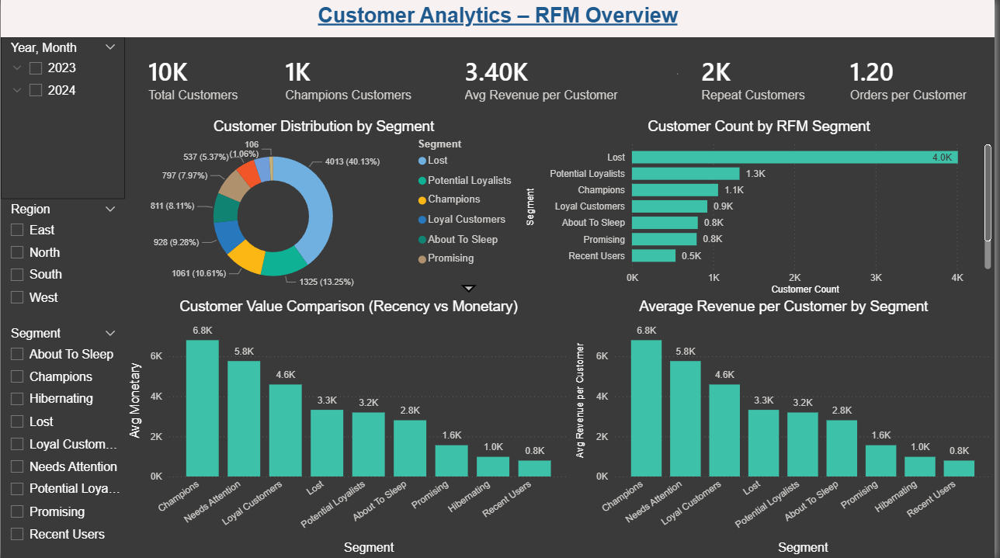 Customer Analytics – RFM Overview
Year, Month
2023
2024
Region
East
North
South
West
Segment
About To Sleep
Champions
Hibernating
Lost
Loyal Custom...
Needs Attention
Potential Loya...
Promising
Recent Users
10K
Total Customers
1K
Champions Customers
3.40K
Avg Revenue per Customer
2K
Repeat Customers
1.20
Orders per Customer
Customer Distribution by Segment
106
(1.06%)
537 (5.37%)
797 (7.97%)
811 (8.11%)
928 (9.28%)
1061 (10.61%)
1325 (13.25%)
4013 (40.13%)
Segment
Lost
Potential Loyalists
Champions
Loyal Customers
About To Sleep
Promising
Customer Count by RFM Segment
Segment
Lost 4.0K
Potential Loyalists 1.3K
Champions 1.1K
Loyal Customers 0.9K
About To Sleep 0.8K
Promising 0.8K
Recent Users 0.5K
0K 1K 2K 3K 4K
Customer Count
Customer Value Comparison (Recency vs Monetary)
Avg Monetary
6K
4K
2K
0K
6.8K 5.8K 4.6K 3.3K 3.2K 2.8K 1.6K 1.0K 0.8K
Champions Needs Attention Loyal Customers Lost Potential Loyalists About To Sleep Promising Hibernating Recent Users
Segment
Average Revenue per Customer by Segment
Avg Revenue per Customer
6K
4K
2K
0K
6.8K 5.8K 4.6K 3.3K 3.2K 2.8K 1.6K 1.0K 0.8K
Champions Needs Attention Loyal Customers Lost Potential Loyalists About To Sleep Promising Hibernating Recent Users
Segment